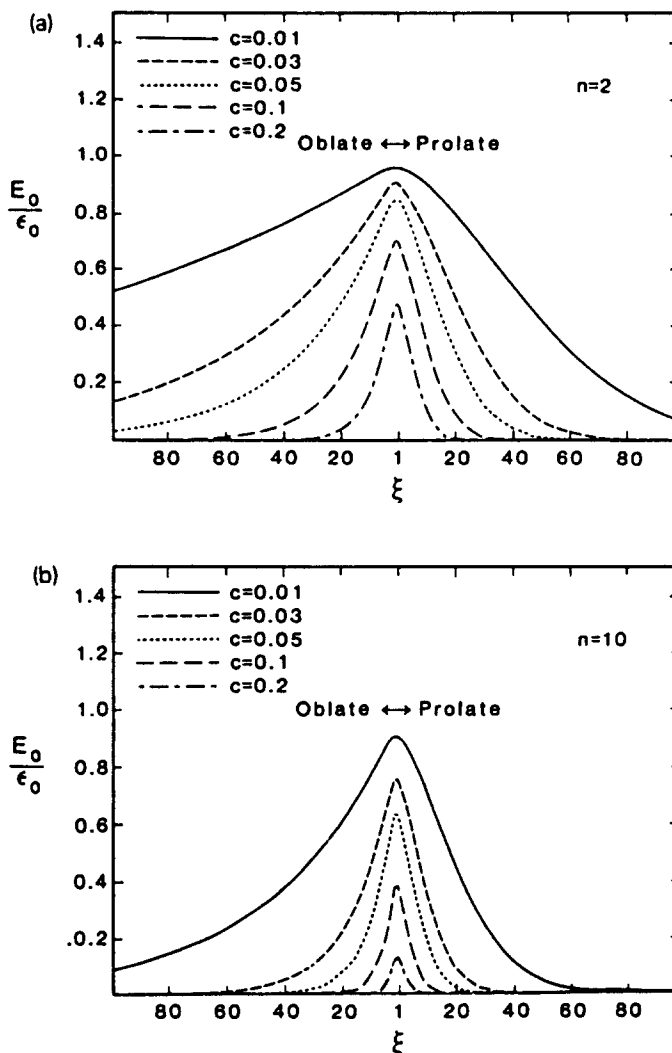 (a)
1.4
1.2
1.0
0.8
0.6
0.4
0.2
E₀
ϵ₀
c=0.01
c=0.03
c=0.05
c=0.1
c=0.2
n=2
Oblate ↔ Prolate
80 60 40 20 1 20 40 60 80
ξ
(b)
1.4
1.2
1.0
0.8
0.6
0.4
.02
E₀
ϵ₀
c=0.01
c=0.03
c=0.05
c=0.1
c=0.2
n=10
Oblate ↔ Prolate
80 60 40 20 1 20 40 60 80
ξ